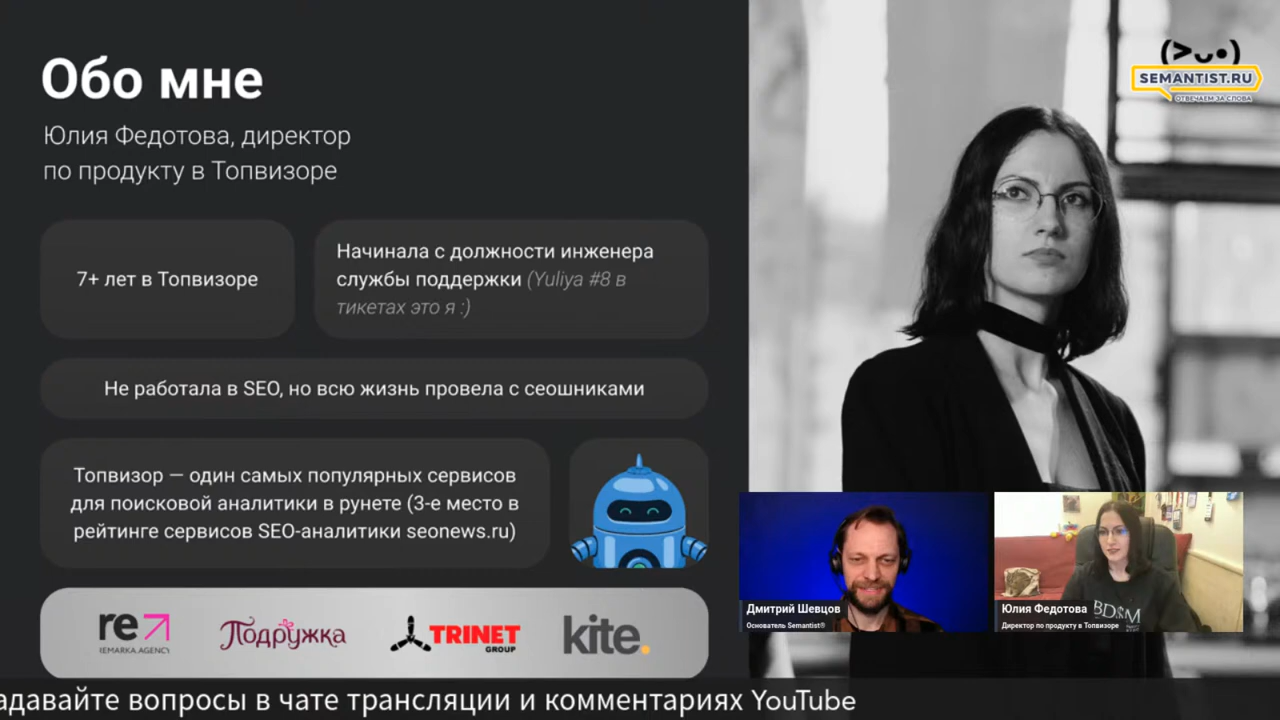 Обо мне
Юлия Федотова, директор
по продукту в Топвизоре
7+ лет в Топвизоре
Начинала с должности инженера
службы поддержки (Yuliya #8 в
тикетах это я :)
Не работала в SEO, но всю жизнь провела с сеошниками
Топвизор — один самых популярных сервисов
для поисковой аналитики в рунете (3-е место в
рейтинге сервисов SEO-аналитики seonews.ru)
re
Подружка
TRINET
GROUP
kite.
SEMANTIST.RU
ОТВЕЧАЕМ ЗА СЛОВА
Дмитрий Шевцов
Основатель Semantist®
BD$M
Юлия Федотова
Директор по продукту в Топвизоре
адавайте вопросы в чате трансляции и комментариях YouTube